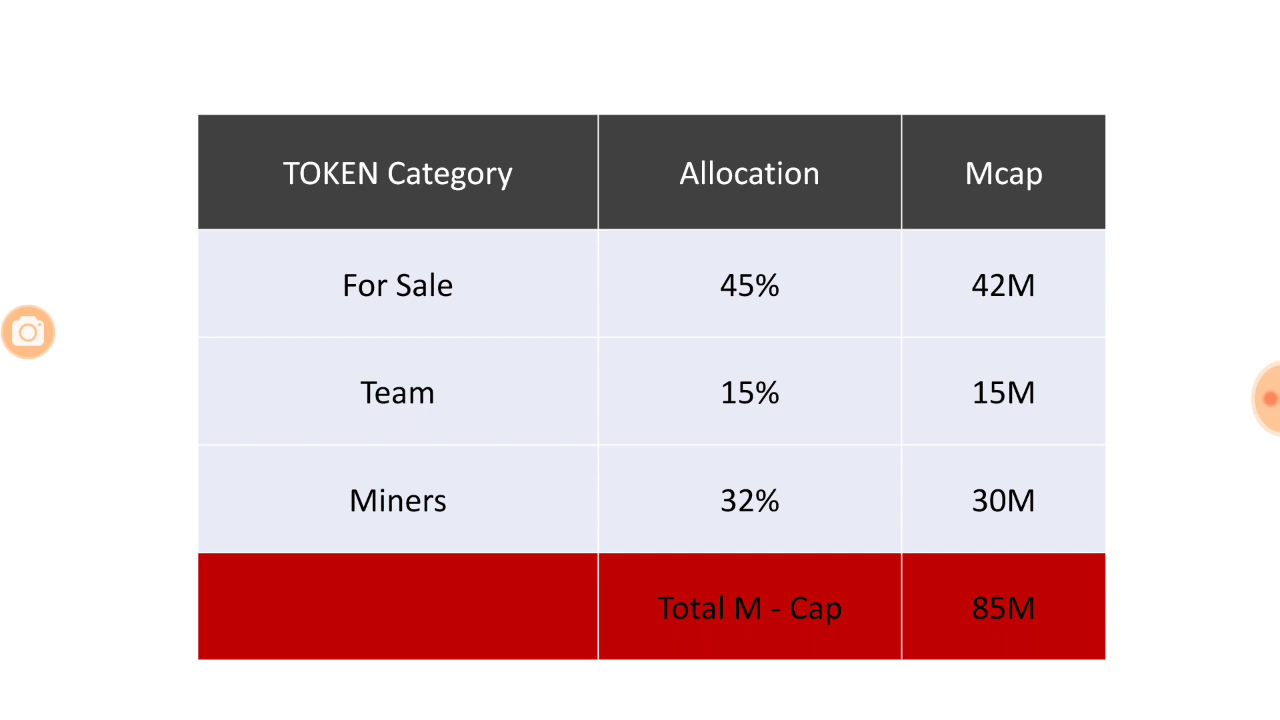 TOKEN Category Allocation Mcap
For Sale 45% 42M
Team 15% 15M
Miners 32% 30M
Total M - Cap 85M